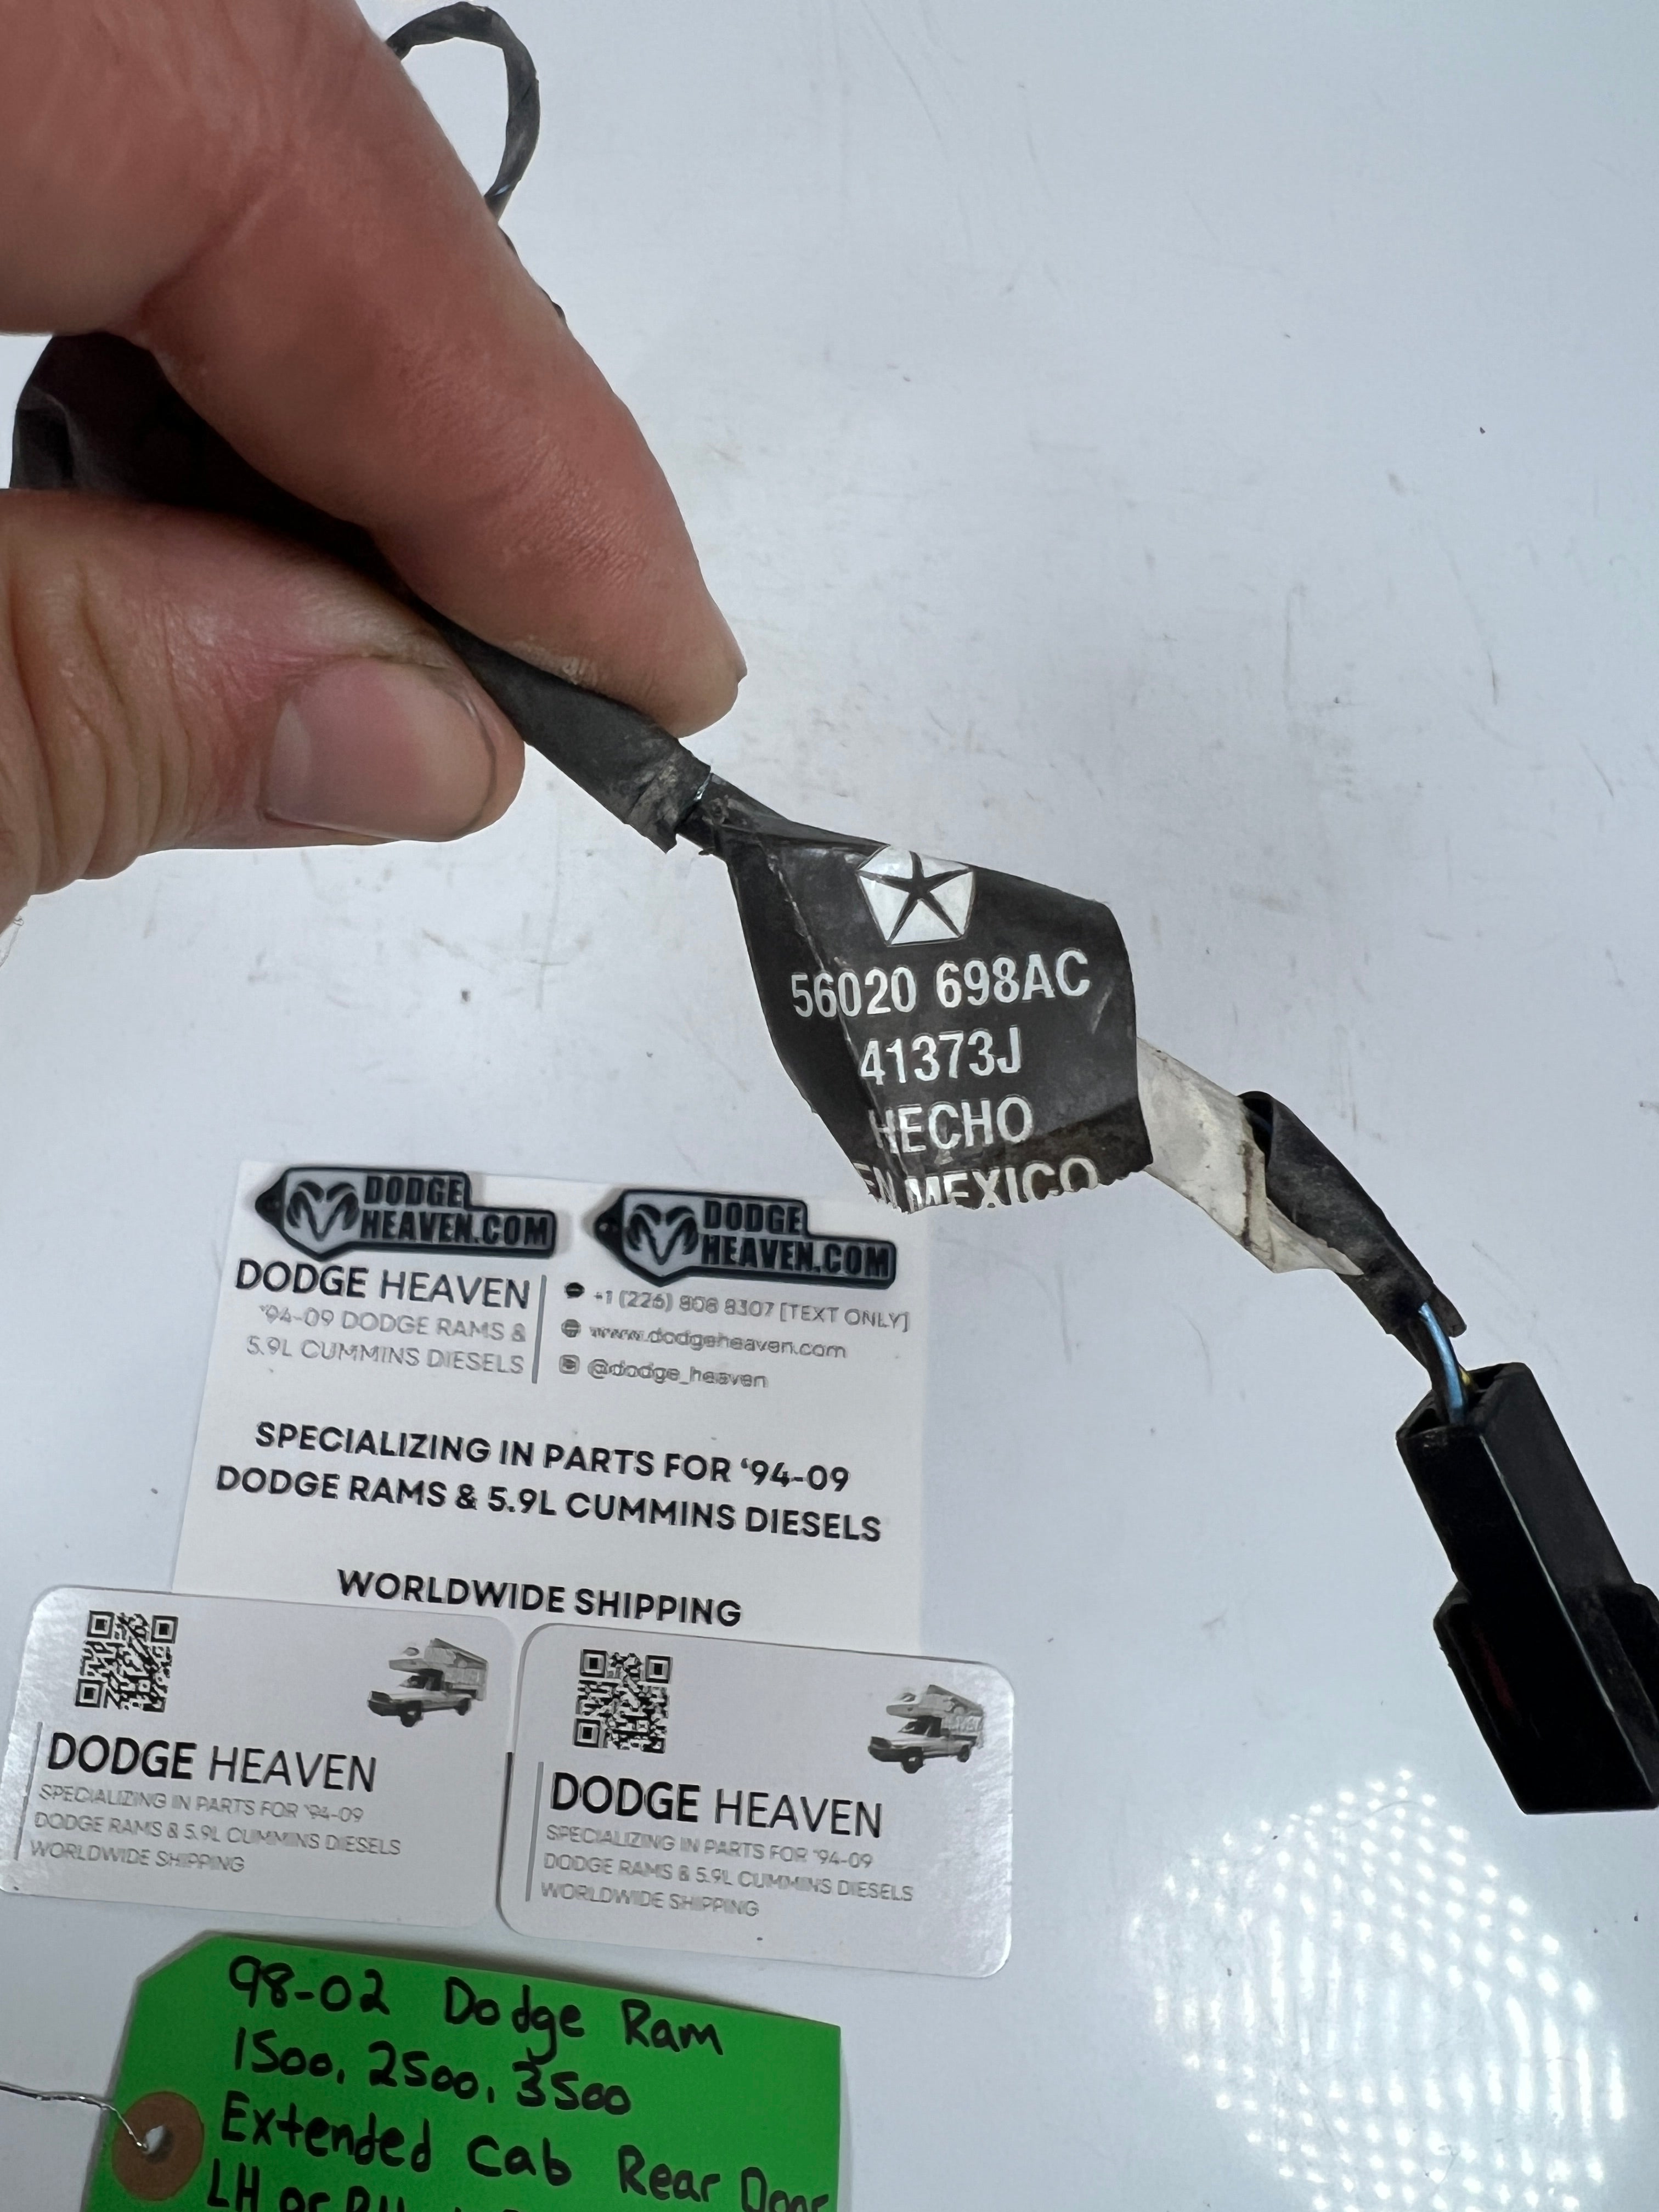 56020 698AC
41373J
HECHO
EN MEXICO
DODGE
HEAVEN.COM
DODGE
HEAVEN.COM
DODGE HEAVEN
'94-09 DODGE RAMS &
5.9L CUMMINS DIESELS
+1 (226) 808 8307 [TEXT ONLY]
www.dodgeheaven.com
@dodge_heaven
SPECIALIZING IN PARTS FOR '94-09
DODGE RAMS & 5.9L CUMMINS DIESELS
WORLDWIDE SHIPPING
DODGE HEAVEN
SPECIALIZING IN PARTS FOR '94-09
DODGE RAMS & 5.9L CUMMINS DIESELS
WORLDWIDE SHIPPING
DODGE HEAVEN
SPECIALIZING IN PARTS FOR '94-09
DODGE RAMS & 5.9L CUMMINS DIESELS
WORLDWIDE SHIPPING
98-02 Dodge Ram
1500, 2500, 3500
Extended Cab Rear Door
LH or RH